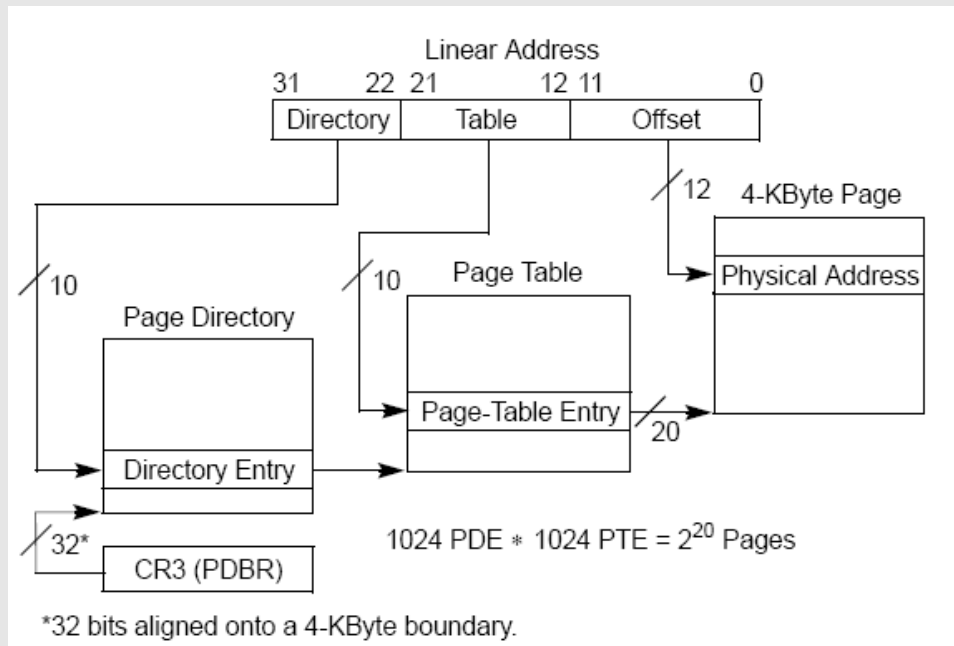 Linear Address
31 22 21 12 11 0
Directory Table Offset
12
4-KByte Page
Physical Address
10
10
Page Table
Page Directory
Page-Table Entry
20
Directory Entry
32*
1024 PDE * 1024 PTE = 2^20 Pages
CR3 (PDBR)
*32 bits aligned onto a 4-KByte boundary.